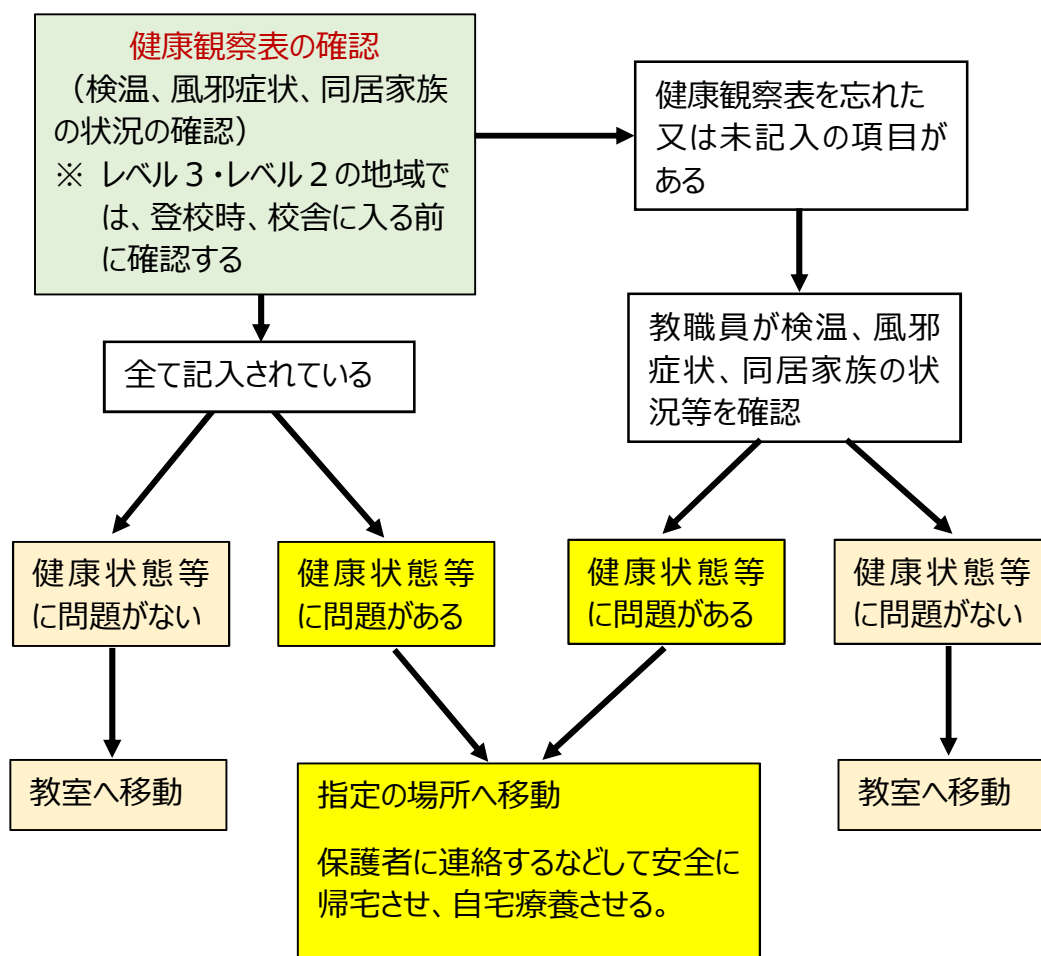 健康観察表の確認
（検温、風邪症状、同居家族
の状況の確認）
※ レベル３・レベル２の地域で
は、登校時、校舎に入る前
に確認する
健康観察表を忘れた
又は未記入の項目が
ある
全て記入されている
教職員が検温、風邪
症状、同居家族の状
況等を確認
健康状態等
に問題がない
健康状態等
に問題がある
健康状態等
に問題がある
健康状態等
に問題がない
教室へ移動
指定の場所へ移動
保護者に連絡するなどして安全に
帰宅させ、自宅療養させる。
教室へ移動